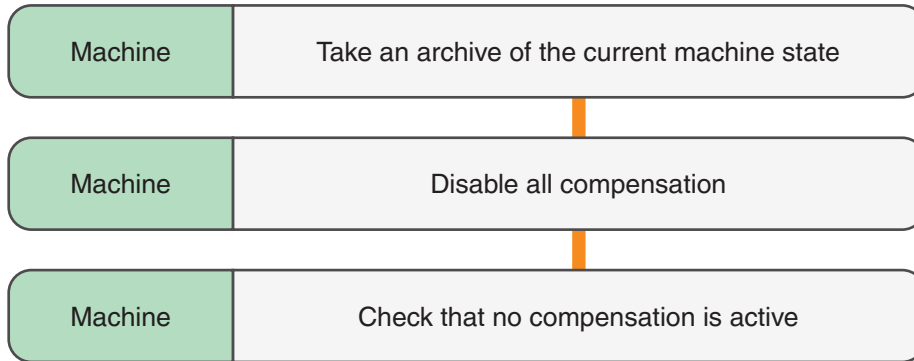 Machine Take an archive of the current machine state
Machine Disable all compensation
Machine Check that no compensation is active